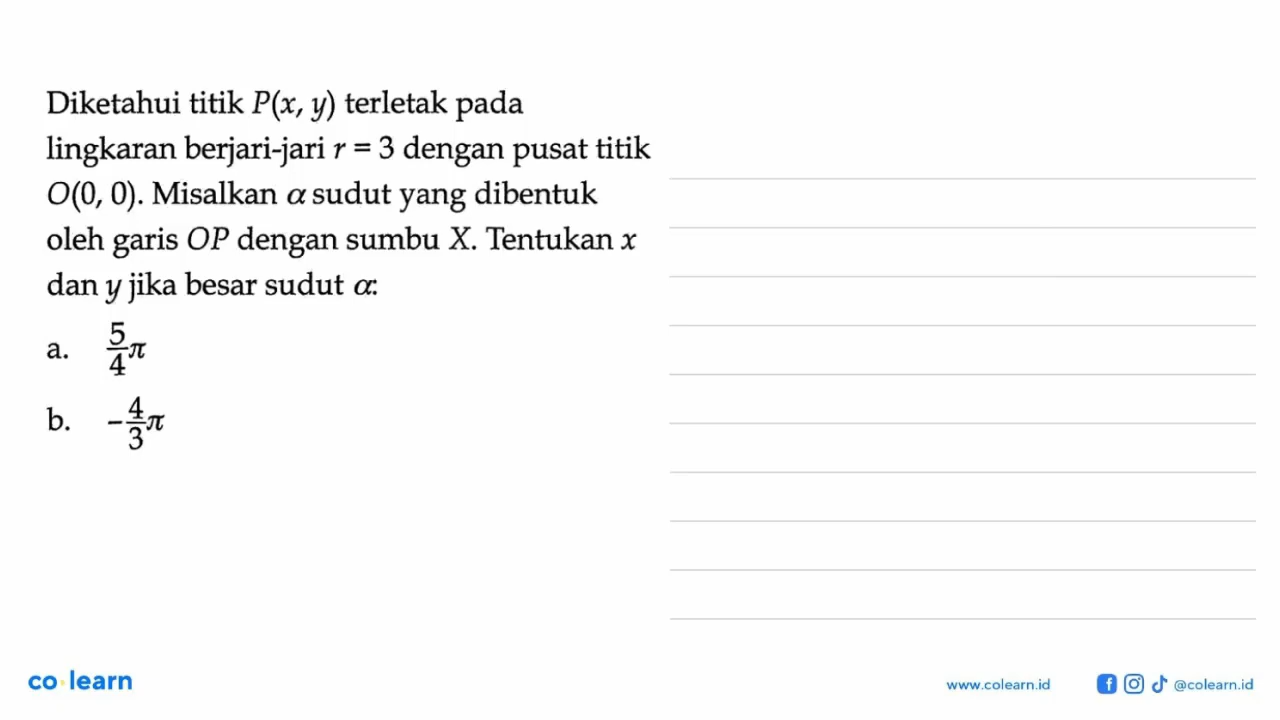 Diketahui titik P(x, y) terletak pada
lingkaran berjari-jari r = 3 dengan pusat titik
O(0, 0). Misalkan α sudut yang dibentuk
oleh garis OP dengan sumbu X. Tentukan x
dan y jika besar sudut α:
a. 5/4 π
b. -4/3 π
co learn
www.colearn.id
@colearn.id